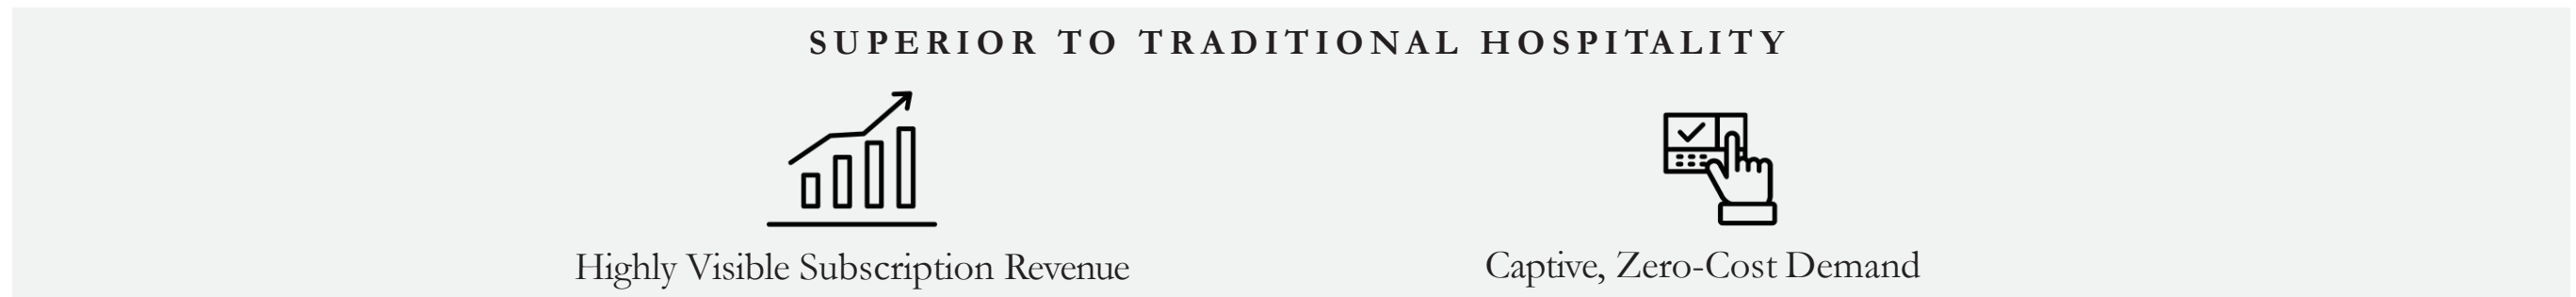 SUPERIOR TO TRADITIONAL HOSPITALITY
Highly Visible Subscription Revenue
Captive, Zero-Cost Demand